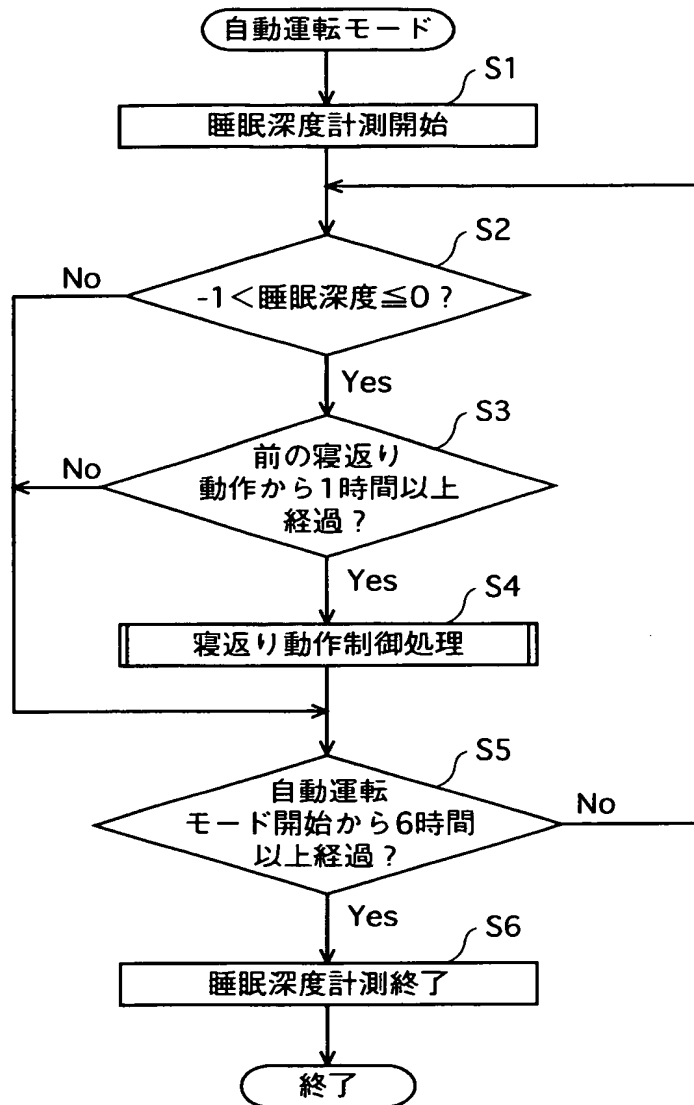 自動運転モード
S1
睡眠深度計測開始
S2
No
-1＜睡眠深度≦0？
Yes
S3
No
前の寝返り
動作から1時間以上
経過？
Yes
S4
寝返り動作制御処理
S5
自動運転
モード開始から6時間
以上経過？
No
Yes
S6
睡眠深度計測終了
終了